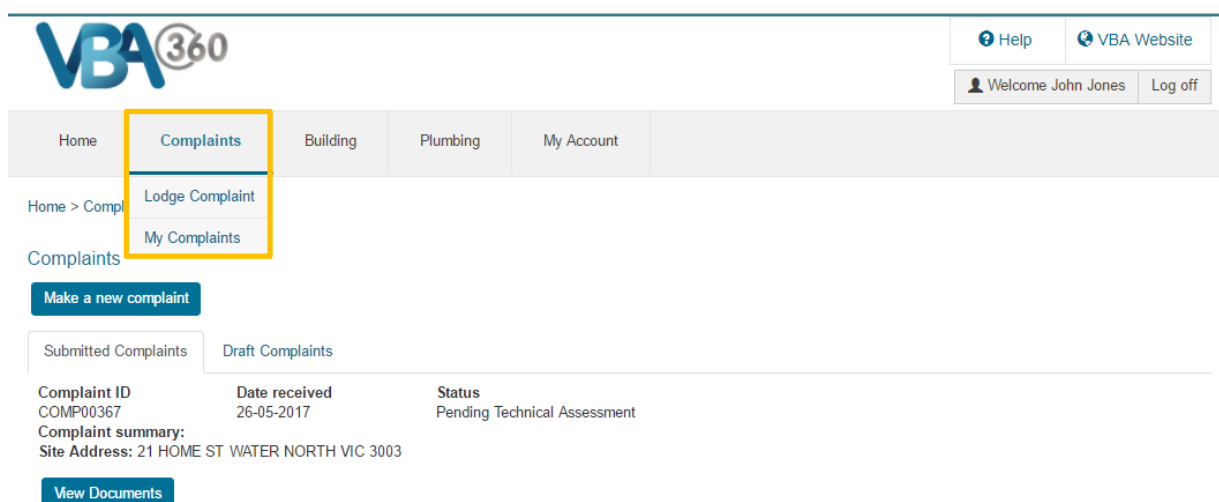 VBA 360
Help VBA Website
Welcome John Jones Log off
Home Complaints Building Plumbing My Account
Lodge Complaint
Home > Compl
My Complaints
Complaints
Make a new complaint
Submitted Complaints Draft Complaints
Complaint ID Date received Status
COMP00367 26-05-2017 Pending Technical Assessment
Complaint summary:
Site Address: 21 HOME ST WATER NORTH VIC 3003
View Documents